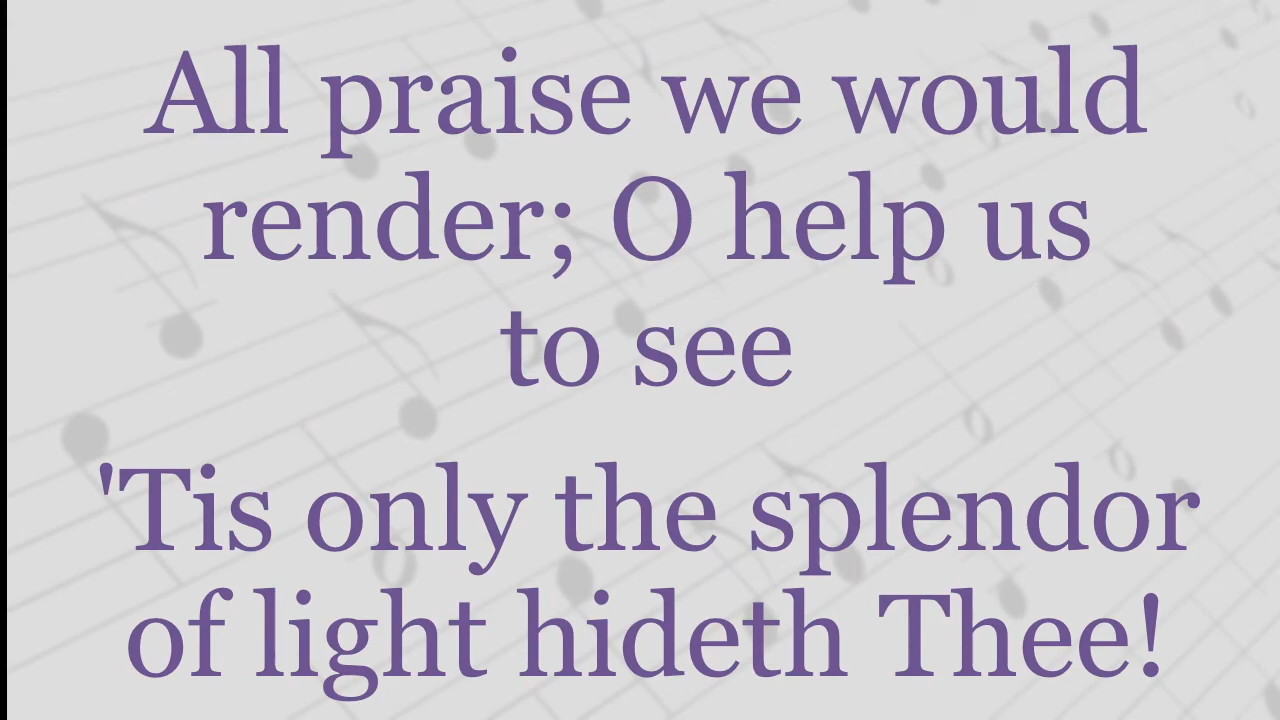 All praise we would
render; O help us
to see
'Tis only the splendor
of light hideth Thee!